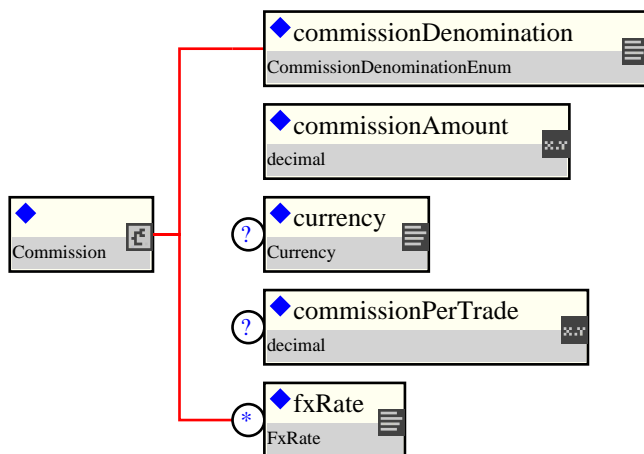 commissionDenomination
CommissionDenominationEnum
commissionAmount
x.Y
decimal
Commission
?
currency
Currency
?
commissionPerTrade
x.Y
decimal
*
fxRate
FxRate